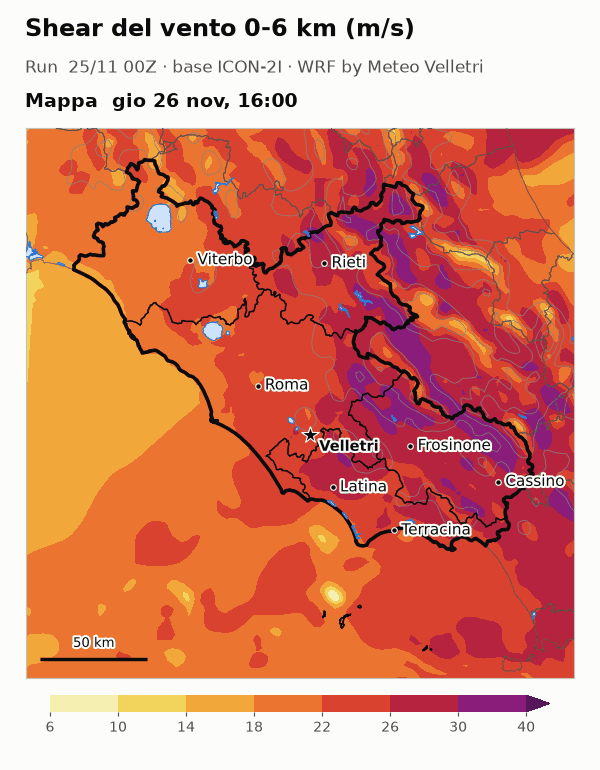 Shear del vento 0-6 km (m/s)
Run  25/11 00Z · base ICON-2I · WRF by Meteo Velletri
Mappa  gio 26 nov, 16:00
Viterbo
Rieti
Roma
Velletri
Frosinone
Latina
Cassino
Terracina
50 km
6 10 14 18 22 26 30 40